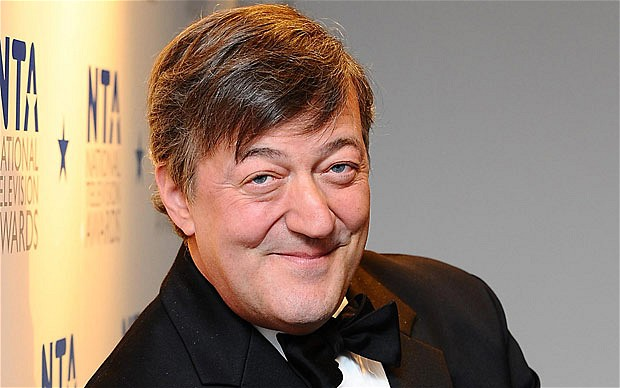 NTA
NATIONAL
TELEVISION
AWARDS
NTA
NATIONAL
TELEVISION
AWARDS
NTA